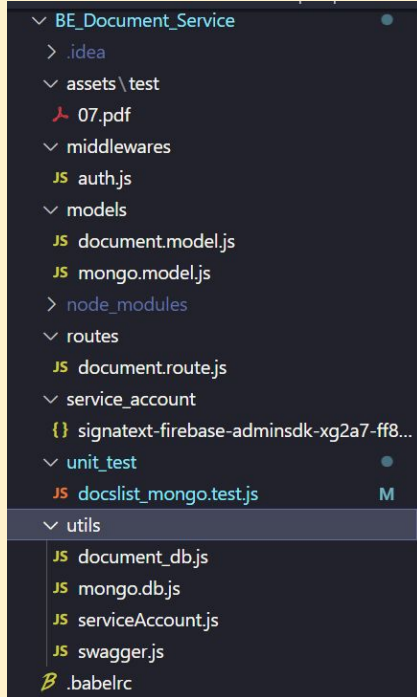 BE_Document_Service
.idea
assets\test
07.pdf
middlewares
JS auth.js
models
JS document.model.js
JS mongo.model.js
node_modules
routes
JS document.route.js
service_account
{} signatext-firebase-adminsdk-xg2a7-ff8...
unit_test
JS docslist_mongo.test.js M
utils
JS document_db.js
JS mongo.db.js
JS serviceAccount.js
JS swagger.js
.babelrc